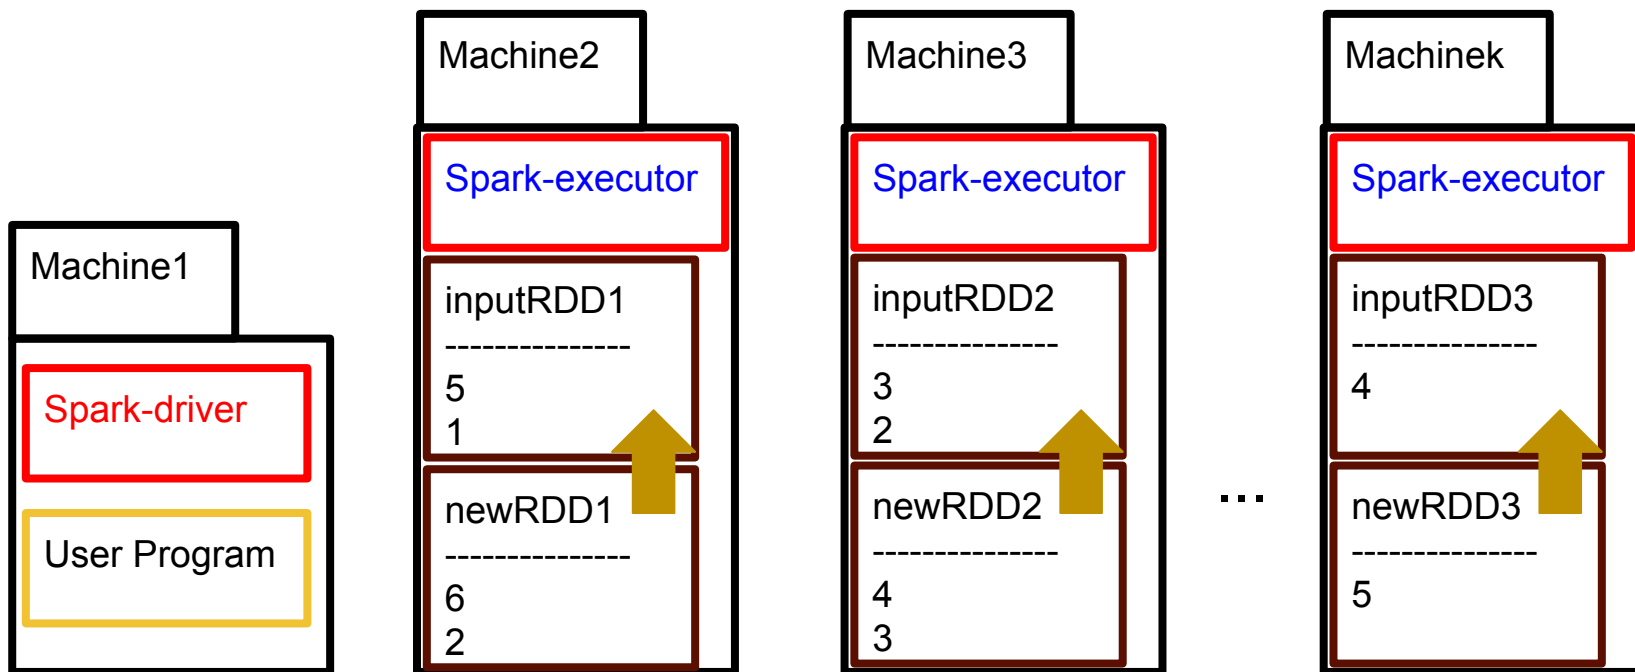 Machine1
Spark-driver
User Program
Machine2
Spark-executor
inputRDD1
---------------
5
1
newRDD1
---------------
6
2
Machine3
Spark-executor
inputRDD2
---------------
3
2
newRDD2
---------------
4
3
...
Machinek
Spark-executor
inputRDD3
---------------
4
newRDD3
---------------
5